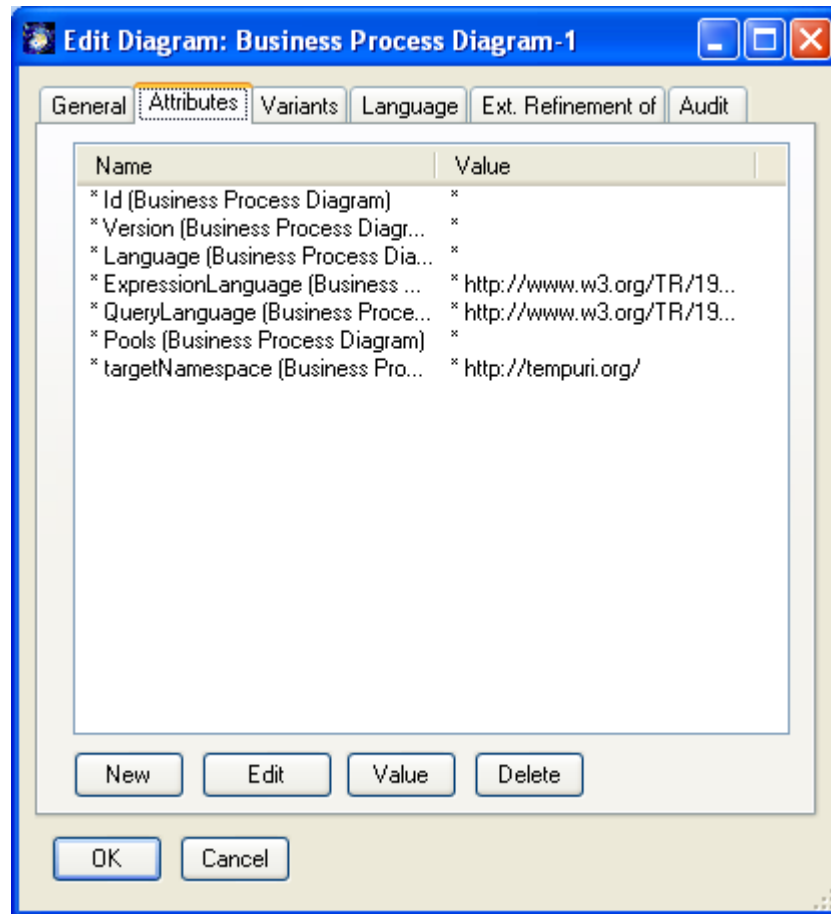 Edit Diagram: Business Process Diagram-1
General Attributes Variants Language Ext. Refinement of Audit
Name Value
* Id (Business Process Diagram) *
* Version (Business Process Diagr... *
* Language (Business Process Dia... *
* ExpressionLanguage (Business ... * http://www.w3.org/TR/19...
* QueryLanguage (Business Proce... * http://www.w3.org/TR/19...
* Pools (Business Process Diagram) *
* targetNamespace (Business Pro... * http://tempuri.org/
New Edit Value Delete
OK Cancel